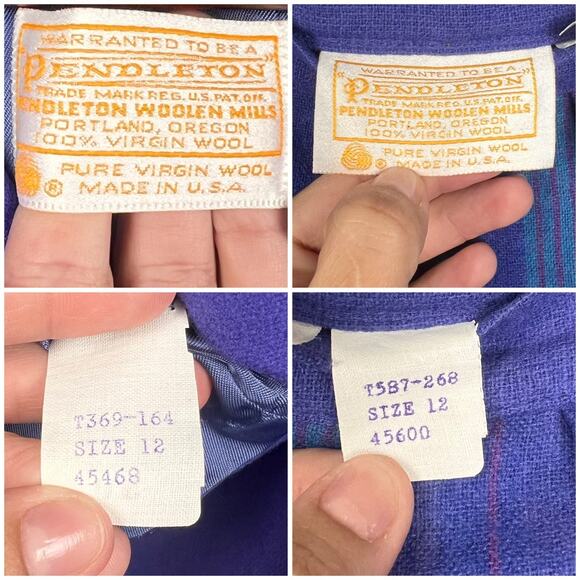 WARRANTED TO BE A
"PENDLETON"
TRADE MARK REG. U.S. PAT. OFF.
PENDLETON WOOLEN MILLS
PORTLAND, OREGON
100% VIRGIN WOOL
PURE VIRGIN WOOL
® MADE IN U.S.A.
WARRANTED TO BE A
"PENDLETON"
TRADE MARK REG. U.S. PAT. OFF.
PENDLETON WOOLEN MILLS
PORTLAND, OREGON
100% VIRGIN WOOL
PURE VIRGIN WOOL
® MADE IN U.S.A.
T369-164
SIZE 12
45468
T587-268
SIZE 12
45600